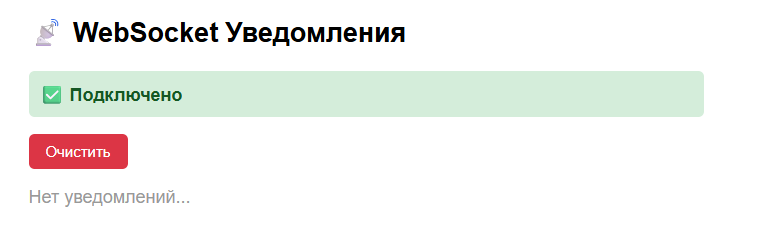 WebSocket Уведомления
Подключено
Очистить
Нет уведомлений...